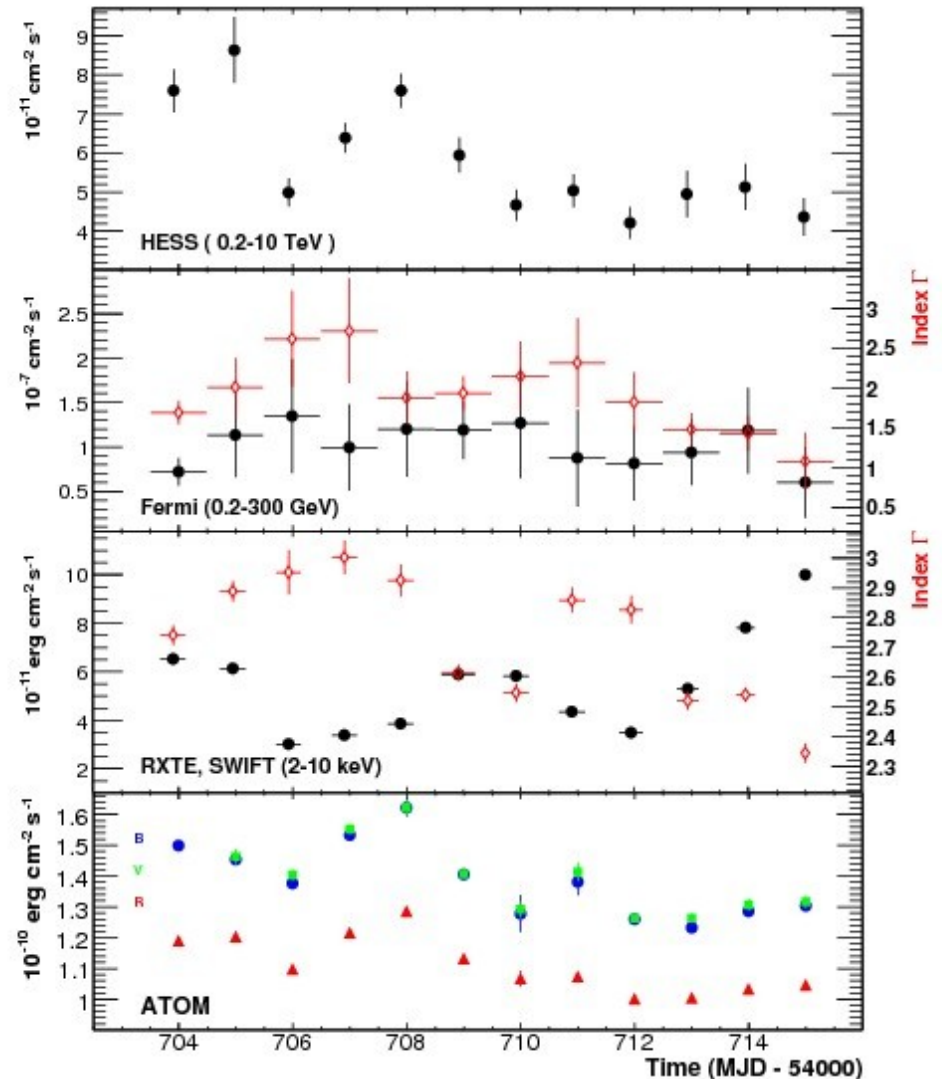 10⁻¹¹ cm⁻² s⁻¹
9
8
7
6
5
4
HESS ( 0.2-10 TeV )
10⁻⁷ cm⁻² s⁻¹
2.5
2
1.5
1
0.5
Fermi (0.2-300 GeV)
3
2.5
2
1.5
1
0.5
Index Γ
10⁻¹¹ erg cm⁻² s⁻¹
10
8
6
4
2
RXTE, SWIFT (2-10 keV)
3
2.9
2.8
2.7
2.6
2.5
2.4
2.3
Index Γ
10⁻¹⁰ erg cm⁻² s⁻¹
1.6
1.5
1.4
1.3
1.2
1.1
1
B
V
R
ATOM
704 706 708 710 712 714
Time (MJD - 54000)